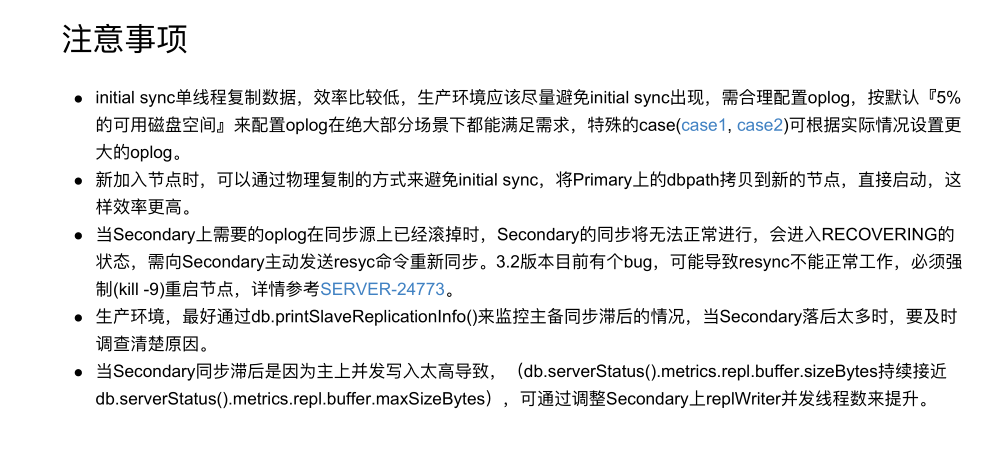 注意事项
● initial sync单线程复制数据，效率比较低，生产环境应该尽量避免initial sync出现，需合理配置oplog，按默认『5%
的可用磁盘空间』来配置oplog在绝大部分场景下都能满足需求，特殊的case(case1, case2)可根据实际情况设置更
大的oplog。
● 新加入节点时，可以通过物理复制的方式来避免initial sync，将Primary上的dbpath拷贝到新的节点，直接启动，这
样效率更高。
● 当Secondary上需要的oplog在同步源上已经滚掉时，Secondary的同步将无法正常进行，会进入RECOVERING的
状态，需向Secondary主动发送resyc命令重新同步。3.2版本目前有个bug，可能导致resync不能正常工作，必须强
制(kill -9)重启节点，详情参考SERVER-24773。
● 生产环境，最好通过db.printSlaveReplicationInfo()来监控主备同步滞后的情况，当Secondary落后太多时，要及时
调查清楚原因。
● 当Secondary同步滞后是因为主上并发写入太高导致，（db.serverStatus().metrics.repl.buffer.sizeBytes持续接近
db.serverStatus().metrics.repl.buffer.maxSizeBytes），可通过调整Secondary上replWriter并发线程数来提升。